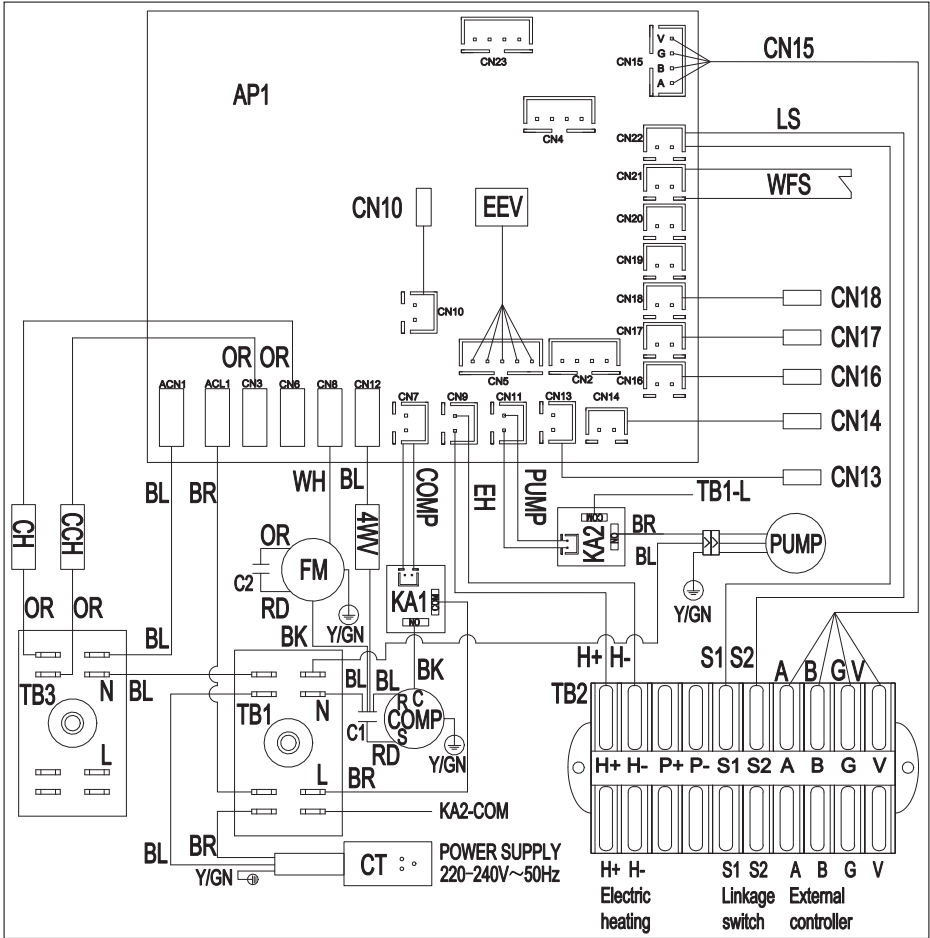 AP1
CN23
CN15
V
G
B
A
CN15
CN4
CN22
LS
CN21
WFS
CN10
EEV
CN20
CN19
CN10
CN18
CN18
CN17
CN17
CN5
CN2
CN16
CN16
OR OR
ACN1
ACL1
CN3
CN6
CN8
CN12
CN7
CN9
CN11
CN13
CN14
CN14
CN13
BL
BR
WH
BL
COMP
EH
PUMP
TB1-L
CH
CCH
4WV
COM
KA2
NO
BR
BL
PUMP
Y/GN
OR
C2
FM
RD
Y/GN
KA1
COM
NO
OR
OR
BL
BK
BK
H+ H-
S1 S2
A
B
G V
TB3
N
BL
TB1
N
BL
BL
C1
R
C
COMP
S
RD
Y/GN
TB2
L
L
BR
H+ H- P+ P- S1 S2 A B G V
KA2-COM
BL
BR
Y/GN
CT
POWER SUPPLY
220-240V～50Hz
H+ H- S1 S2 A B G V
Electric
heating
Linkage
switch
External
controller